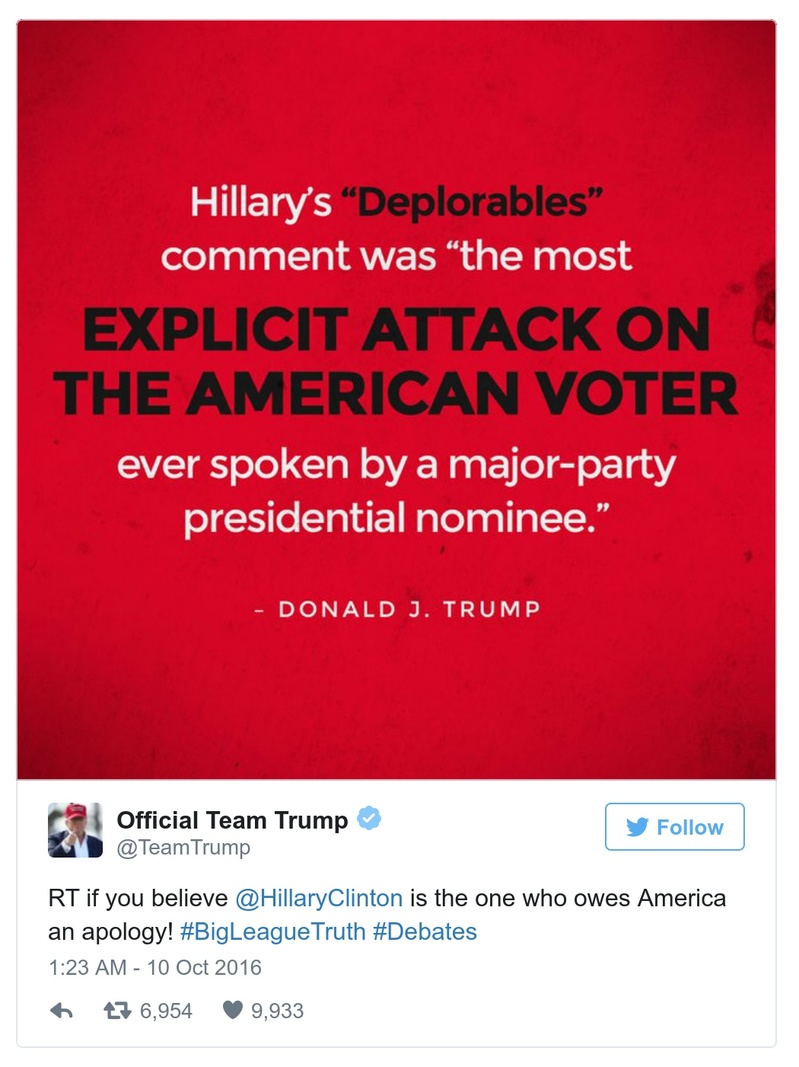 Hillary's “Deplorables”
comment was “the most
EXPLICIT ATTACK ON
THE AMERICAN VOTER
ever spoken by a major-party
presidential nominee.”
– DONALD J. TRUMP
Official Team Trump
@TeamTrump
Follow
RT if you believe @HillaryClinton is the one who owes America
an apology! #BigLeagueTruth #Debates
1:23 AM - 10 Oct 2016
6,954 9,933